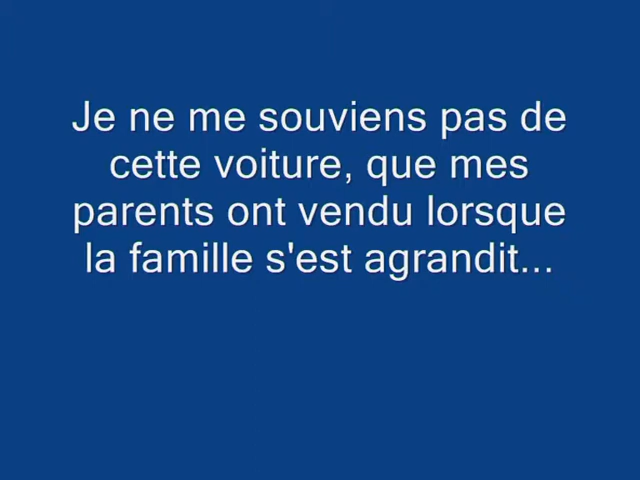 Je ne me souviens pas de
cette voiture, que mes
parents ont vendu lorsque
la famille s'est agrandit...